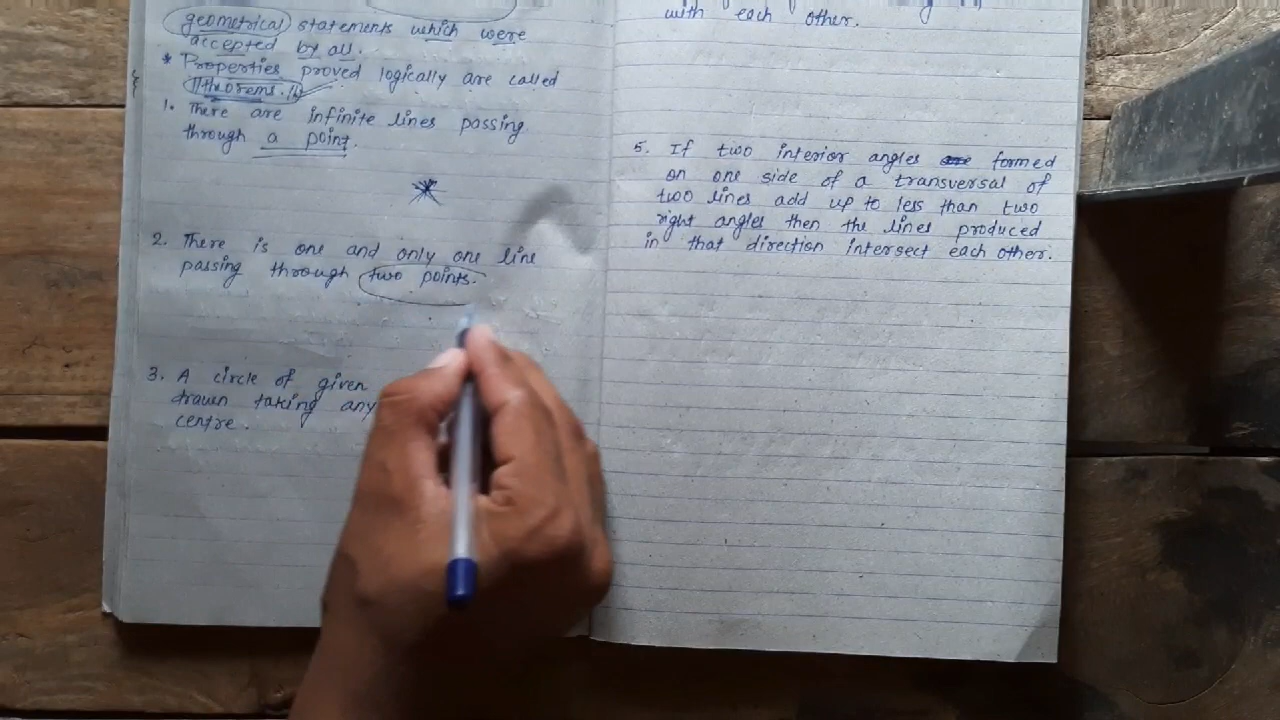 geometrical statements which were
accepted by all.
* Properties proved logically are called
Theorems.
1. There are infinite lines passing
through a point.
2. There is one and only one line
passing through two points.
3. A circle of given
drawn taking any
centre.
with each other.
5. If two interior angles are formed
on one side of a transversal of
two lines add up to less than two
right angles then the lines produced
in that direction intersect each other.